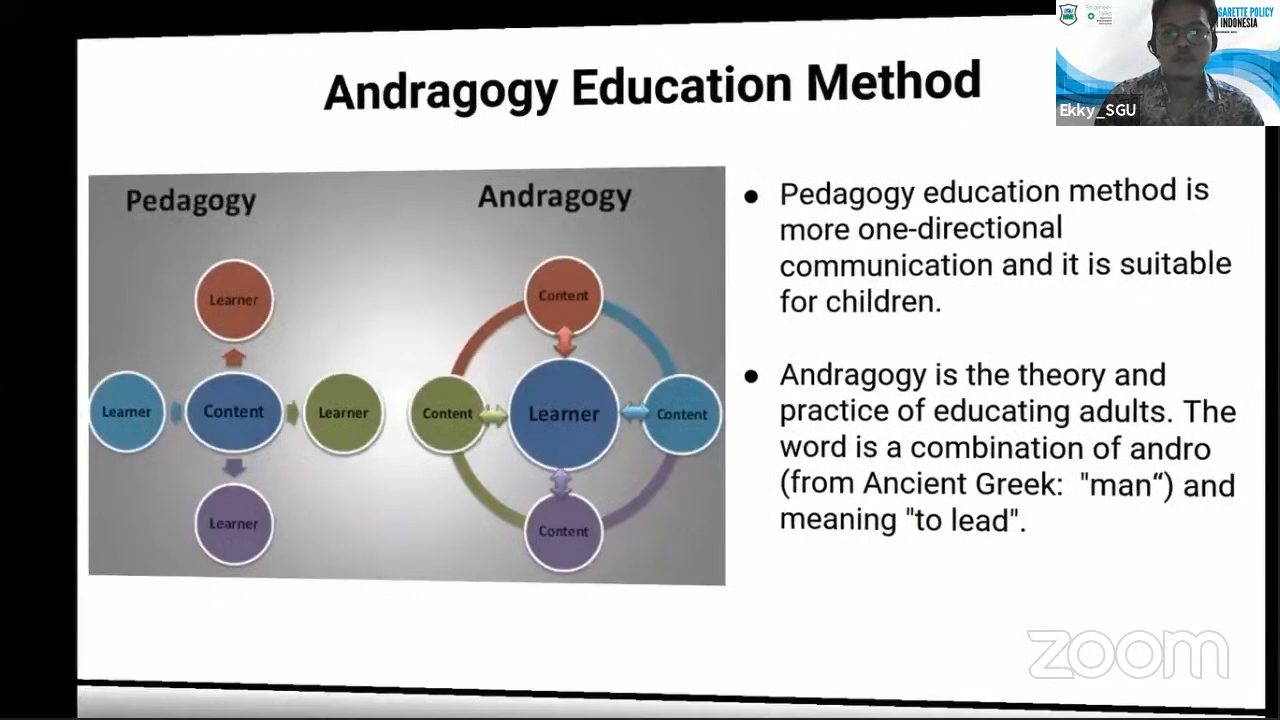 Andragogy Education Method
GARETTE POLICY
INDONESIA
Ekky_SGU
Pedagogy
Andragogy
Learner
Learner
Content
Learner
Learner
Content
Content
Learner
Content
Content
● Pedagogy education method is
more one-directional
communication and it is suitable
for children.
● Andragogy is the theory and
practice of educating adults. The
word is a combination of andro
(from Ancient Greek: "man“) and
meaning "to lead".
zoom